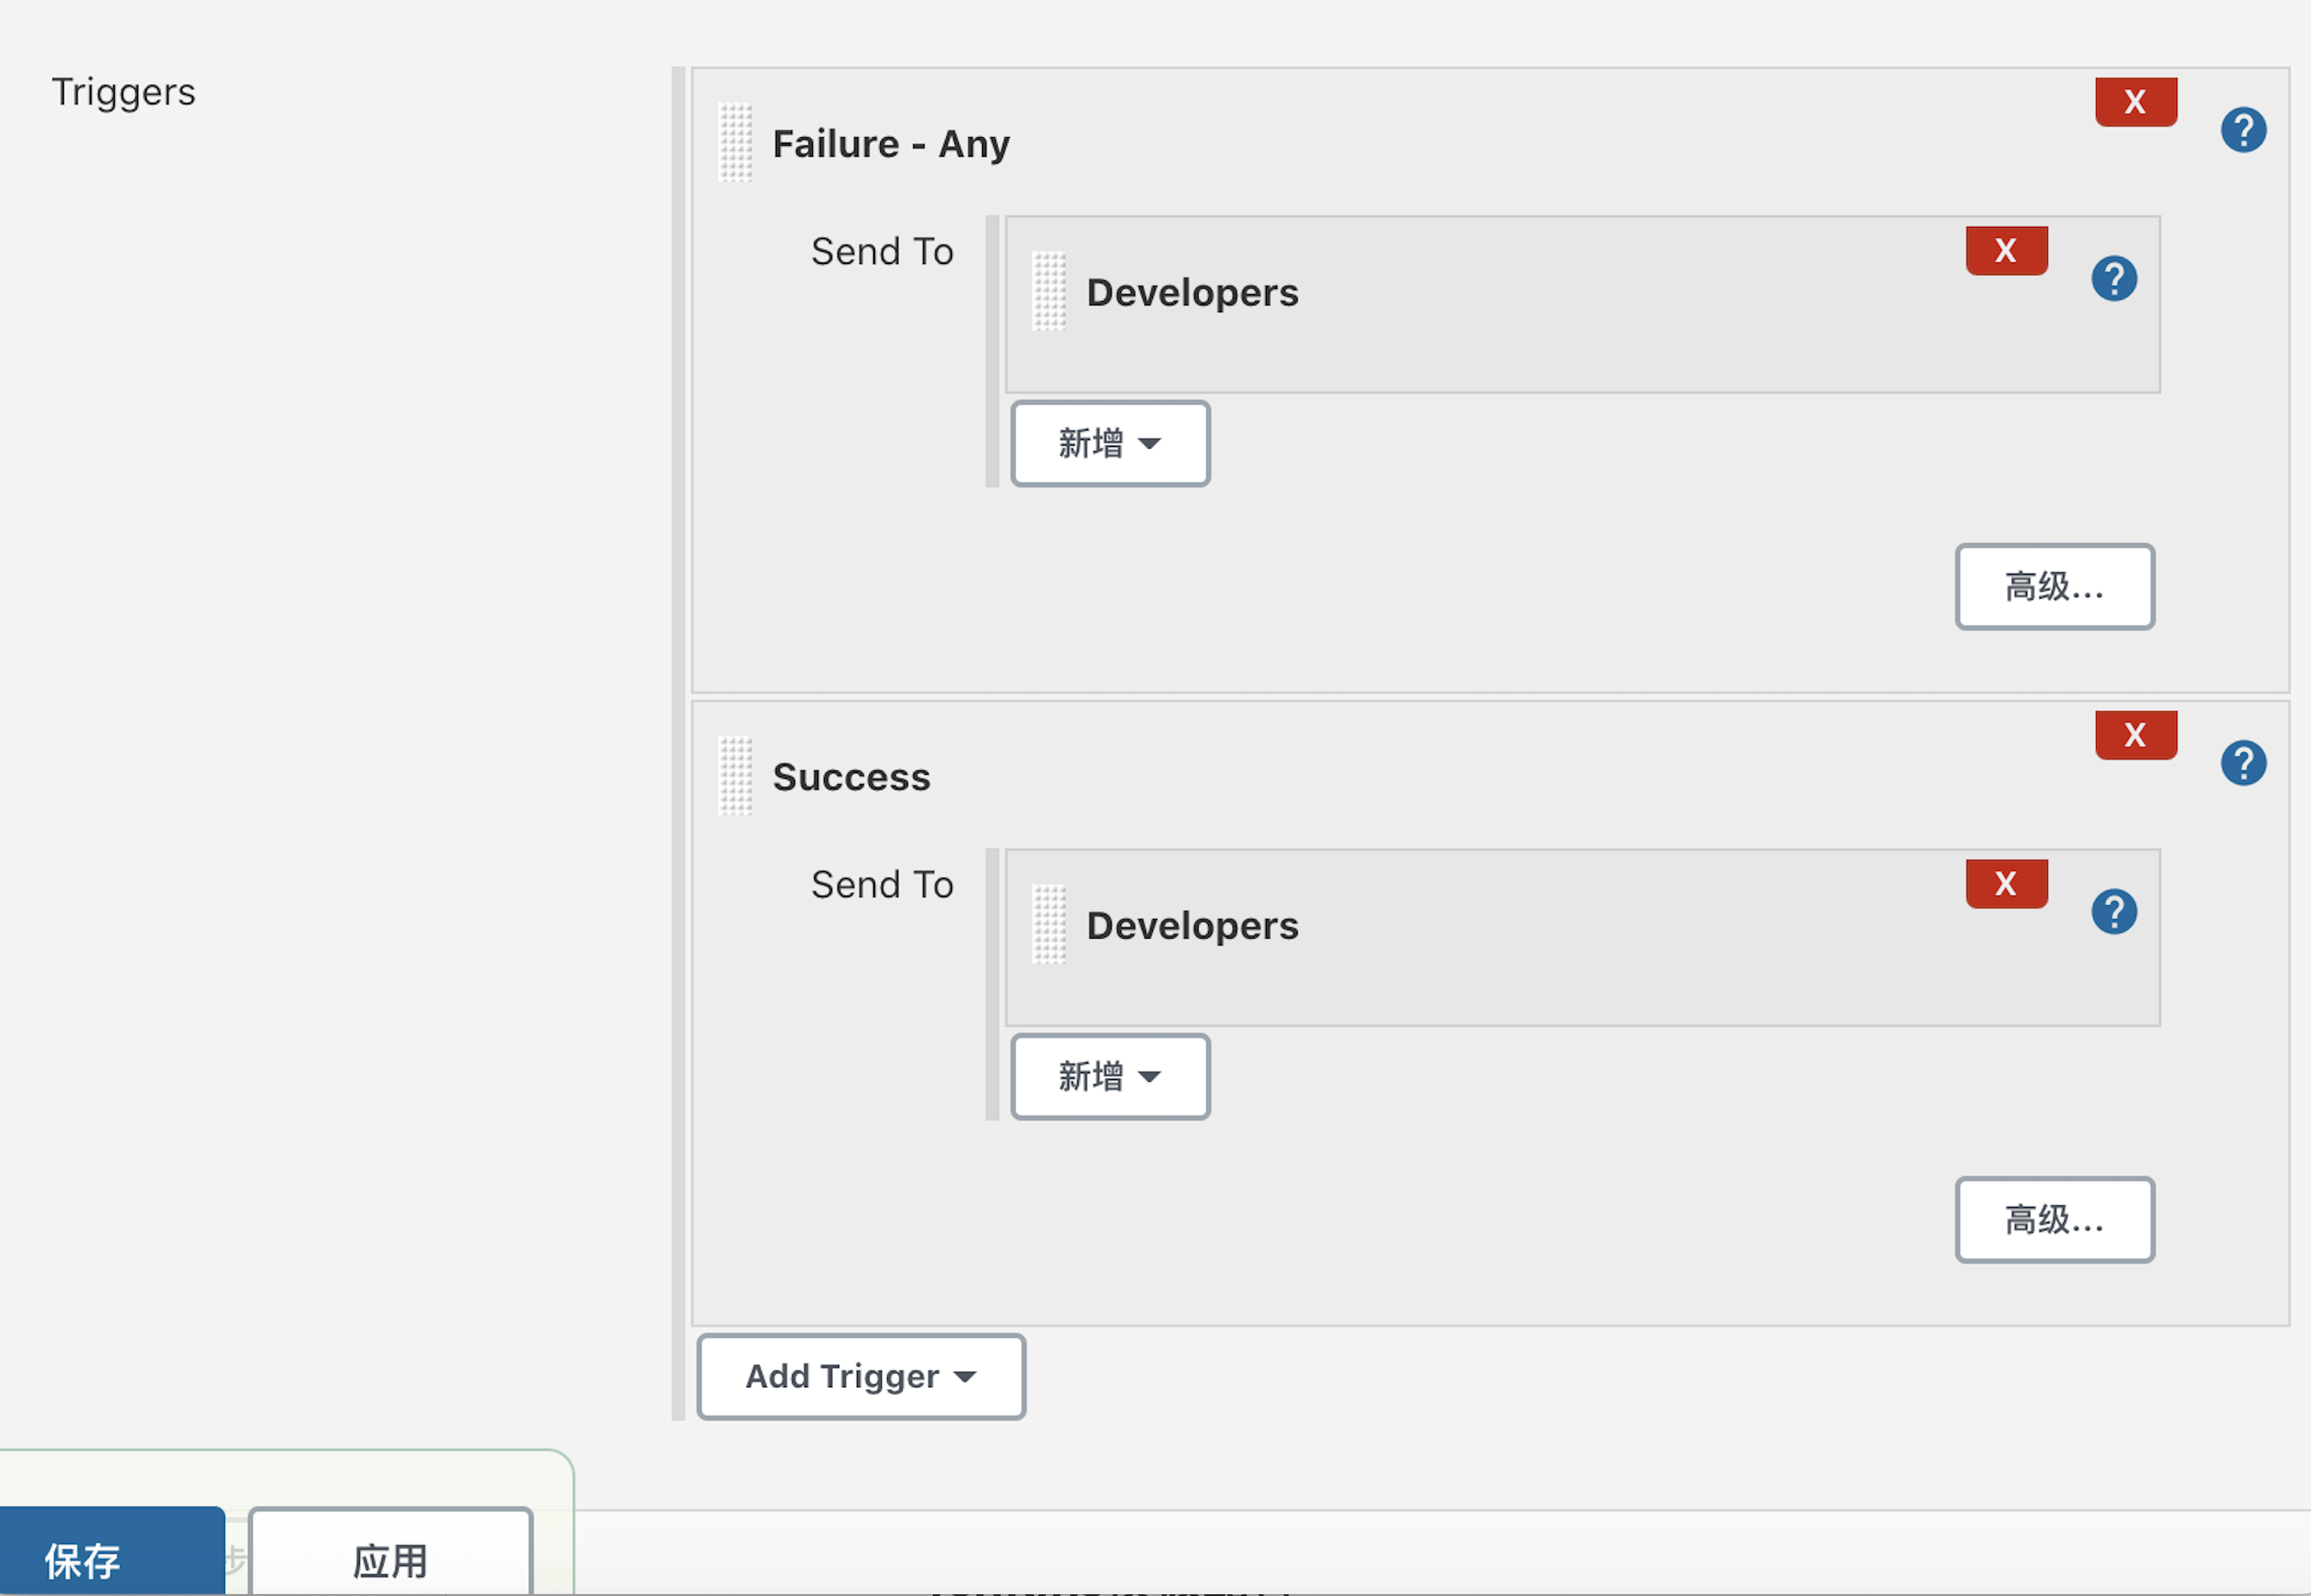 Triggers
X
?
Failure - Any
Send To
X
?
Developers
新增
高级...
X
?
Success
Send To
X
?
Developers
新增
高级...
Add Trigger
保存
步
应用